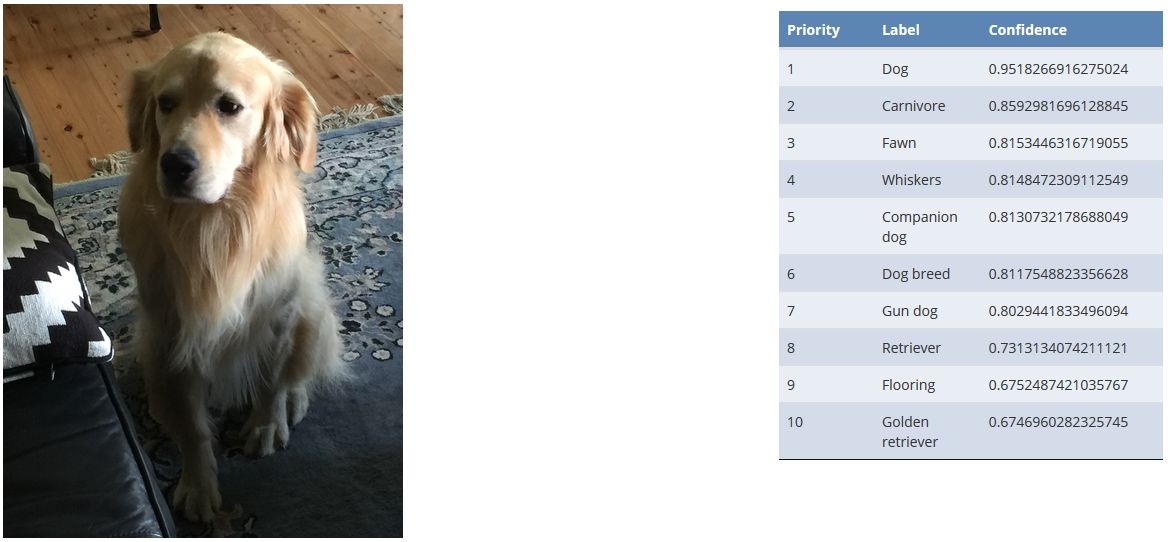 Priority Label Confidence
1 Dog 0.9518266916275024
2 Carnivore 0.8592981696128845
3 Fawn 0.8153446316719055
4 Whiskers 0.8148472309112549
5 Companion 0.8130732178688049
dog
6 Dog breed 0.8117548823356628
7 Gun dog 0.8029441833496094
8 Retriever 0.7313134074211121
9 Flooring 0.6752487421035767
10 Golden 0.6746960282325745
retriever